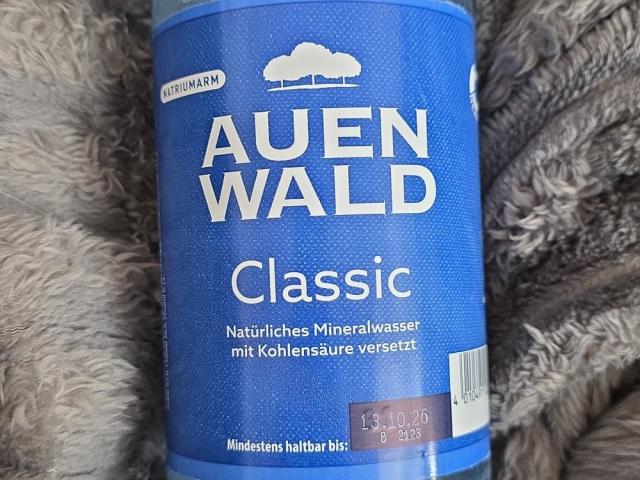 NATRIUMARM
AUEN
WALD
Classic
Natürliches Mineralwasser
mit Kohlensäure versetzt
13.10.26
8 2123
Mindestens haltbar bis: